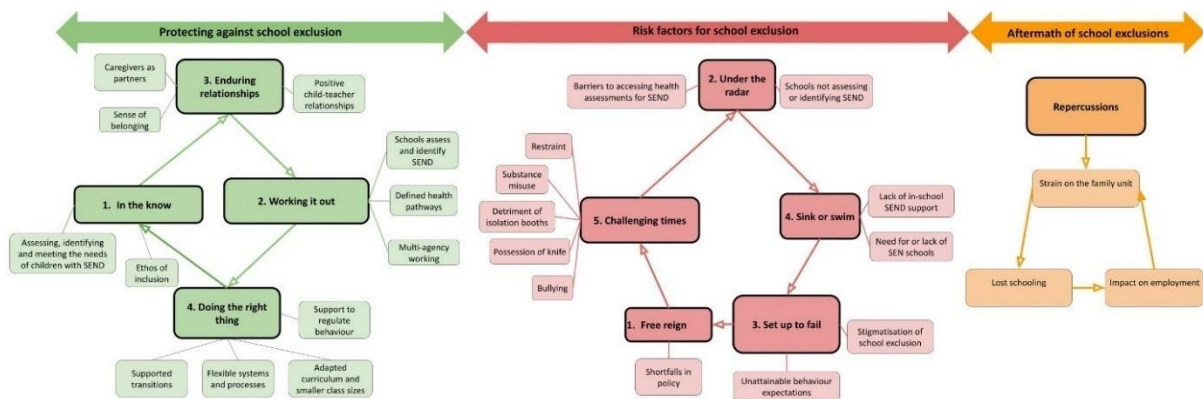 Protecting against school exclusion
Risk factors for school exclusion
Aftermath of school exclusions
Caregivers as
partners
3. Enduring
relationships
Positive
child-teacher
relationships
Sense of
belonging
Schools assess
and identify
SEND
1. In the know
2. Working it out
Defined health
pathways
Multi-agency
working
Assessing, identifying
and meeting the needs
of children with SEND
Ethos of
inclusion
4. Doing the right
thing
Support to
regulate
behaviour
Supported
transitions
Flexible systems
and processes
Adapted
curriculum and
smaller class sizes
Barriers to accessing health
assessments for SEND
2. Under the
radar
Schools not assessing
or identifying SEND
Restraint
Substance
misuse
Detriment of
isolation booths
Possession of knife
Bullying
5. Challenging times
4. Sink or swim
Lack of in-school
SEND support
Need for or lack of
SEN schools
1. Free reign
3. Set up to fail
Stigmatisation of
school exclusion
Shortfalls in
policy
Unattainable behaviour
expectations
Repercussions
Strain on the family unit
Lost schooling
Impact on employment